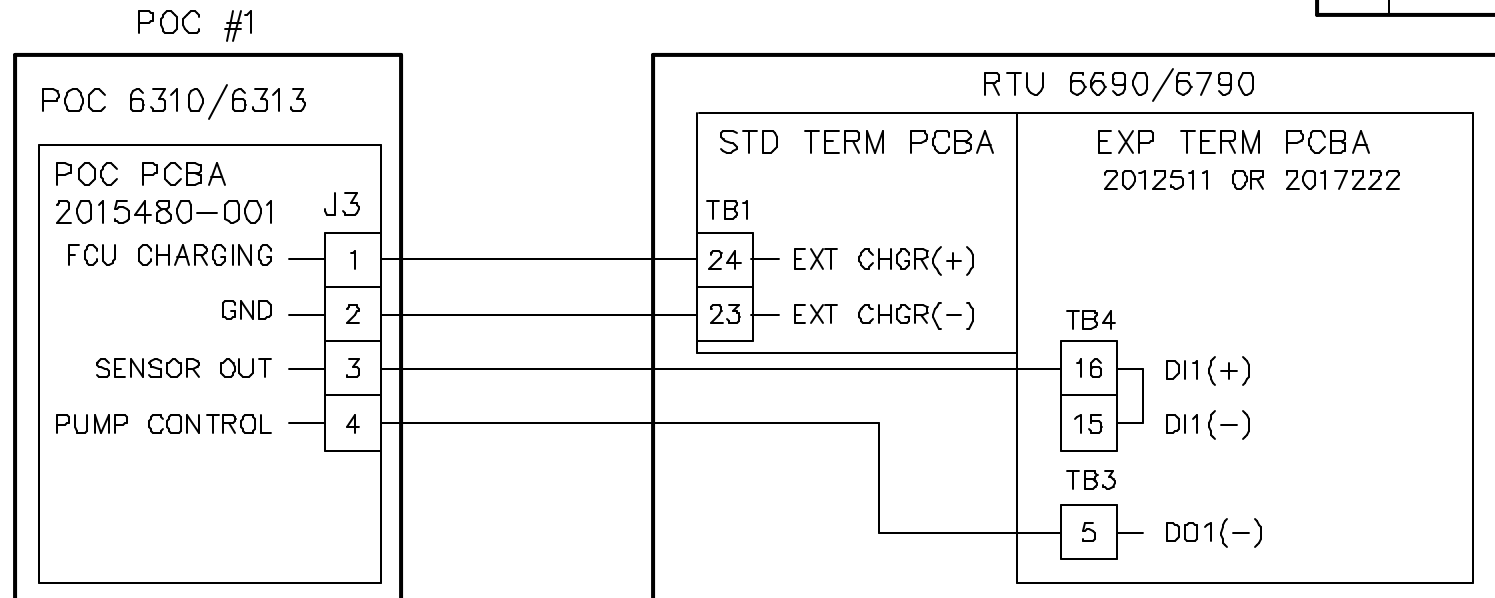 POC #1
POC 6310/6313
POC PCBA
2015480-001
J3
FCU CHARGING
1
GND
2
SENSOR OUT
3
PUMP CONTROL
4
RTU 6690/6790
STD TERM PCBA
TB1
24
EXT CHGR(+)
23
EXT CHGR(-)
EXP TERM PCBA
2012511 OR 2017222
TB4
16
DI1(+)
15
DI1(-)
TB3
5
DO1(-)